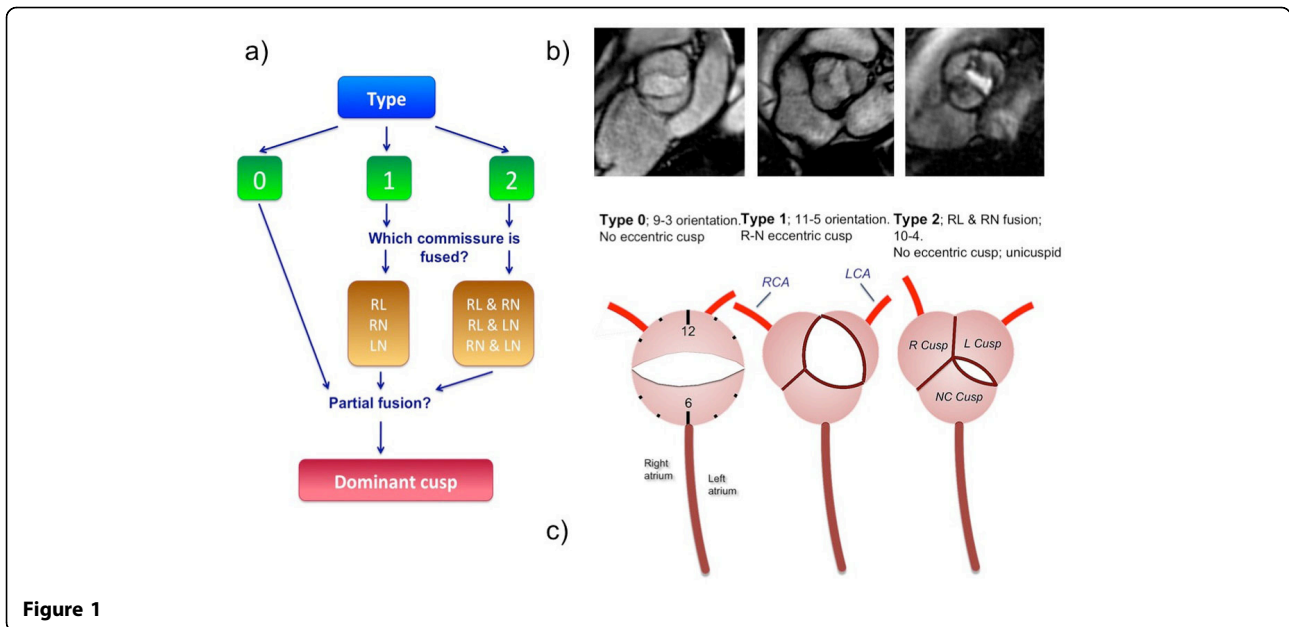 a)
Type
0
1
2
Which commissure is
fused?
RL
RN
LN
RL & RN
RL & LN
RN & LN
Partial fusion?
Dominant cusp
b)
Type 0; 9-3 orientation.
No eccentric cusp
Type 1; 11-5 orientation.
R-N eccentric cusp
Type 2; RL & RN fusion;
10-4.
No eccentric cusp; unicuspid
RCA
LCA
12
6
R Cusp
L Cusp
NC Cusp
Right
atrium
Left
atrium
c)
Figure 1